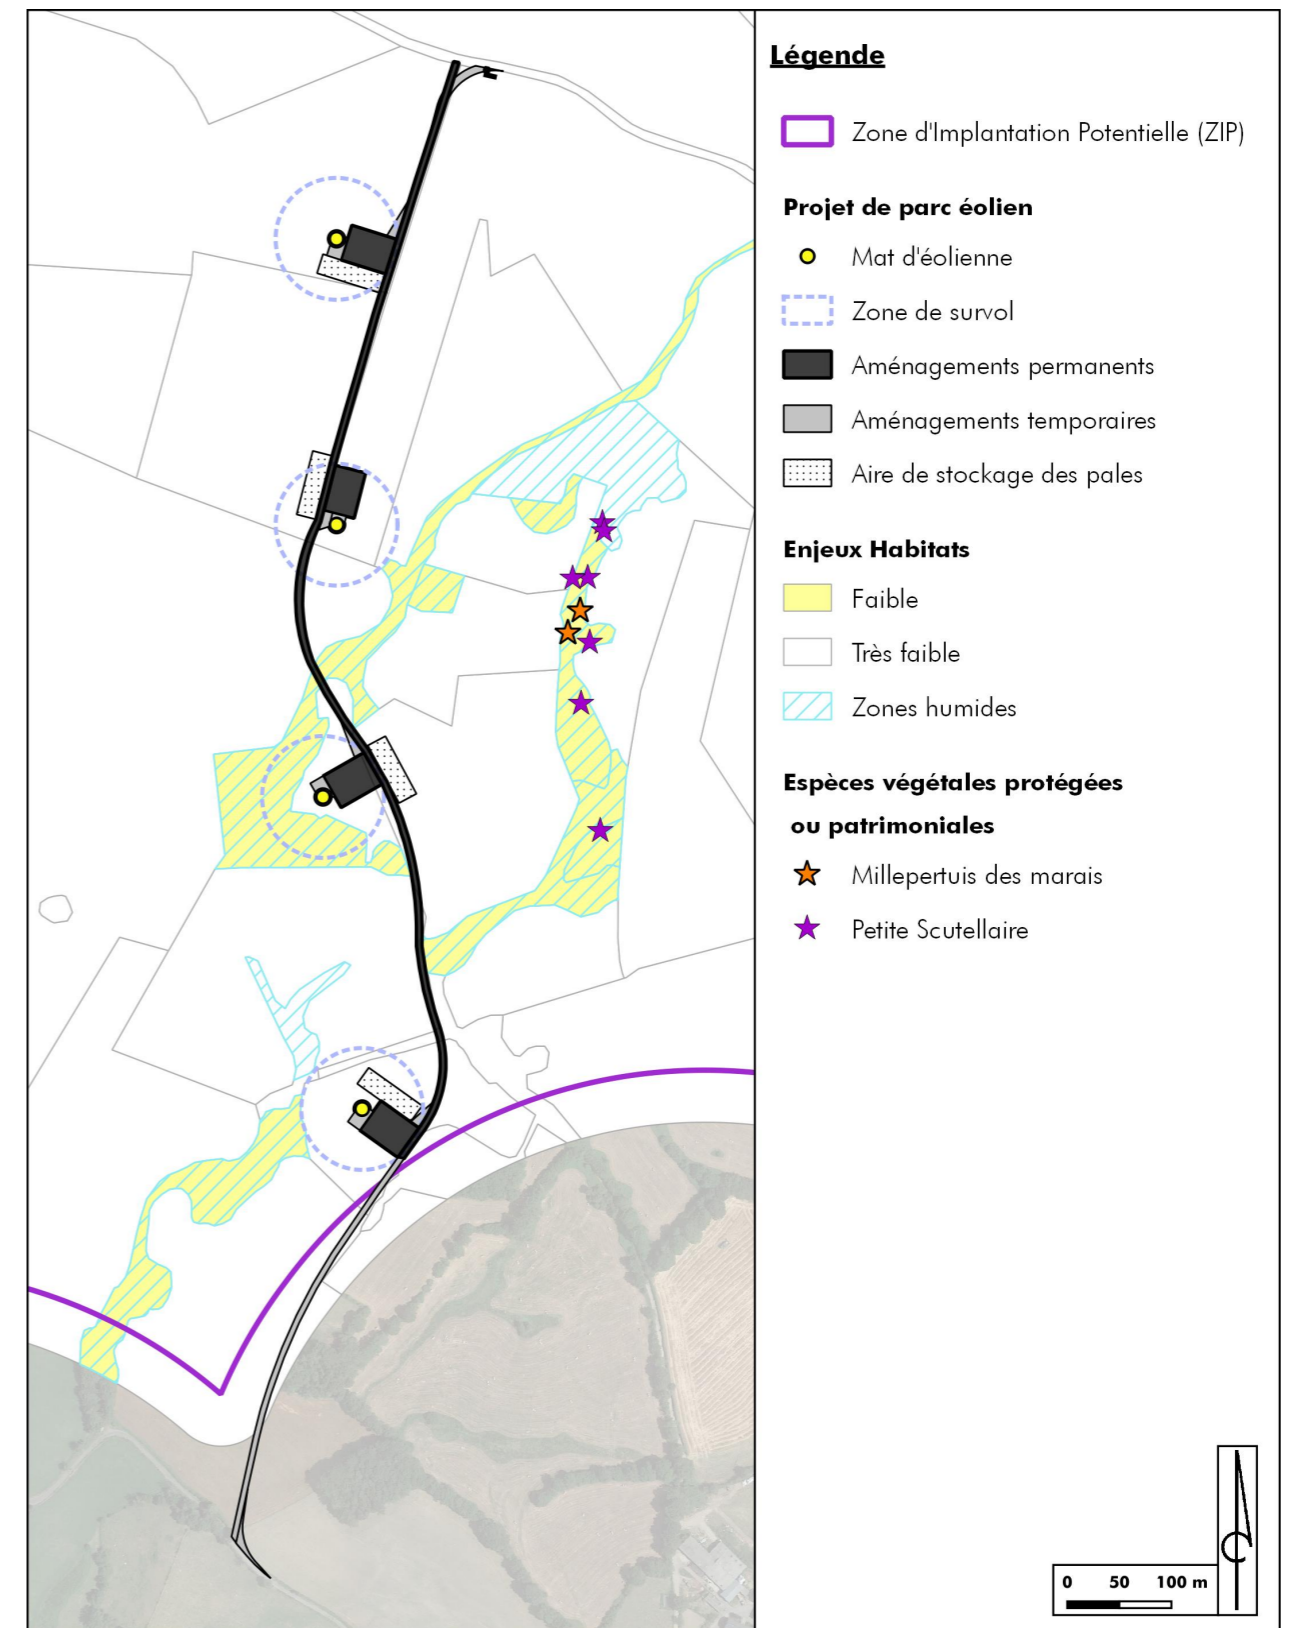 Légende
Zone d'Implantation Potentielle (ZIP)
Projet de parc éolien
Mat d'éolienne
Zone de survol
Aménagements permanents
Aménagements temporaires
Aire de stockage des pales
Enjeux Habitats
Faible
Très faible
Zones humides
Espèces végétales protégées
ou patrimoniales
Millepertuis des marais
Petite Scutellaire
0 50 100 m